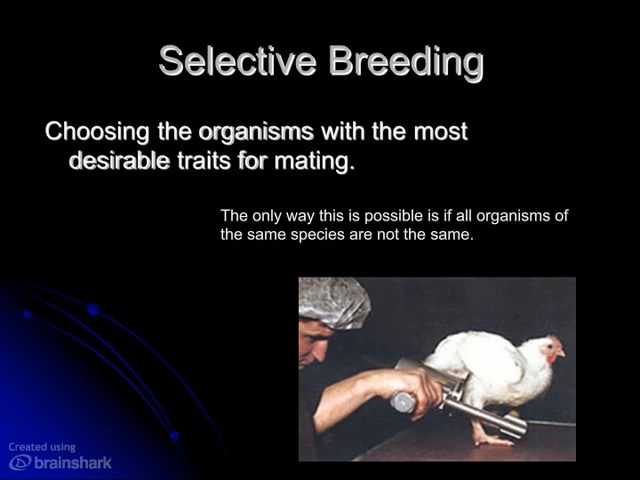 Selective Breeding
Choosing the organisms with the most
desirable traits for mating.
The only way this is possible is if all organisms of
the same species are not the same.
Created using
brainshark